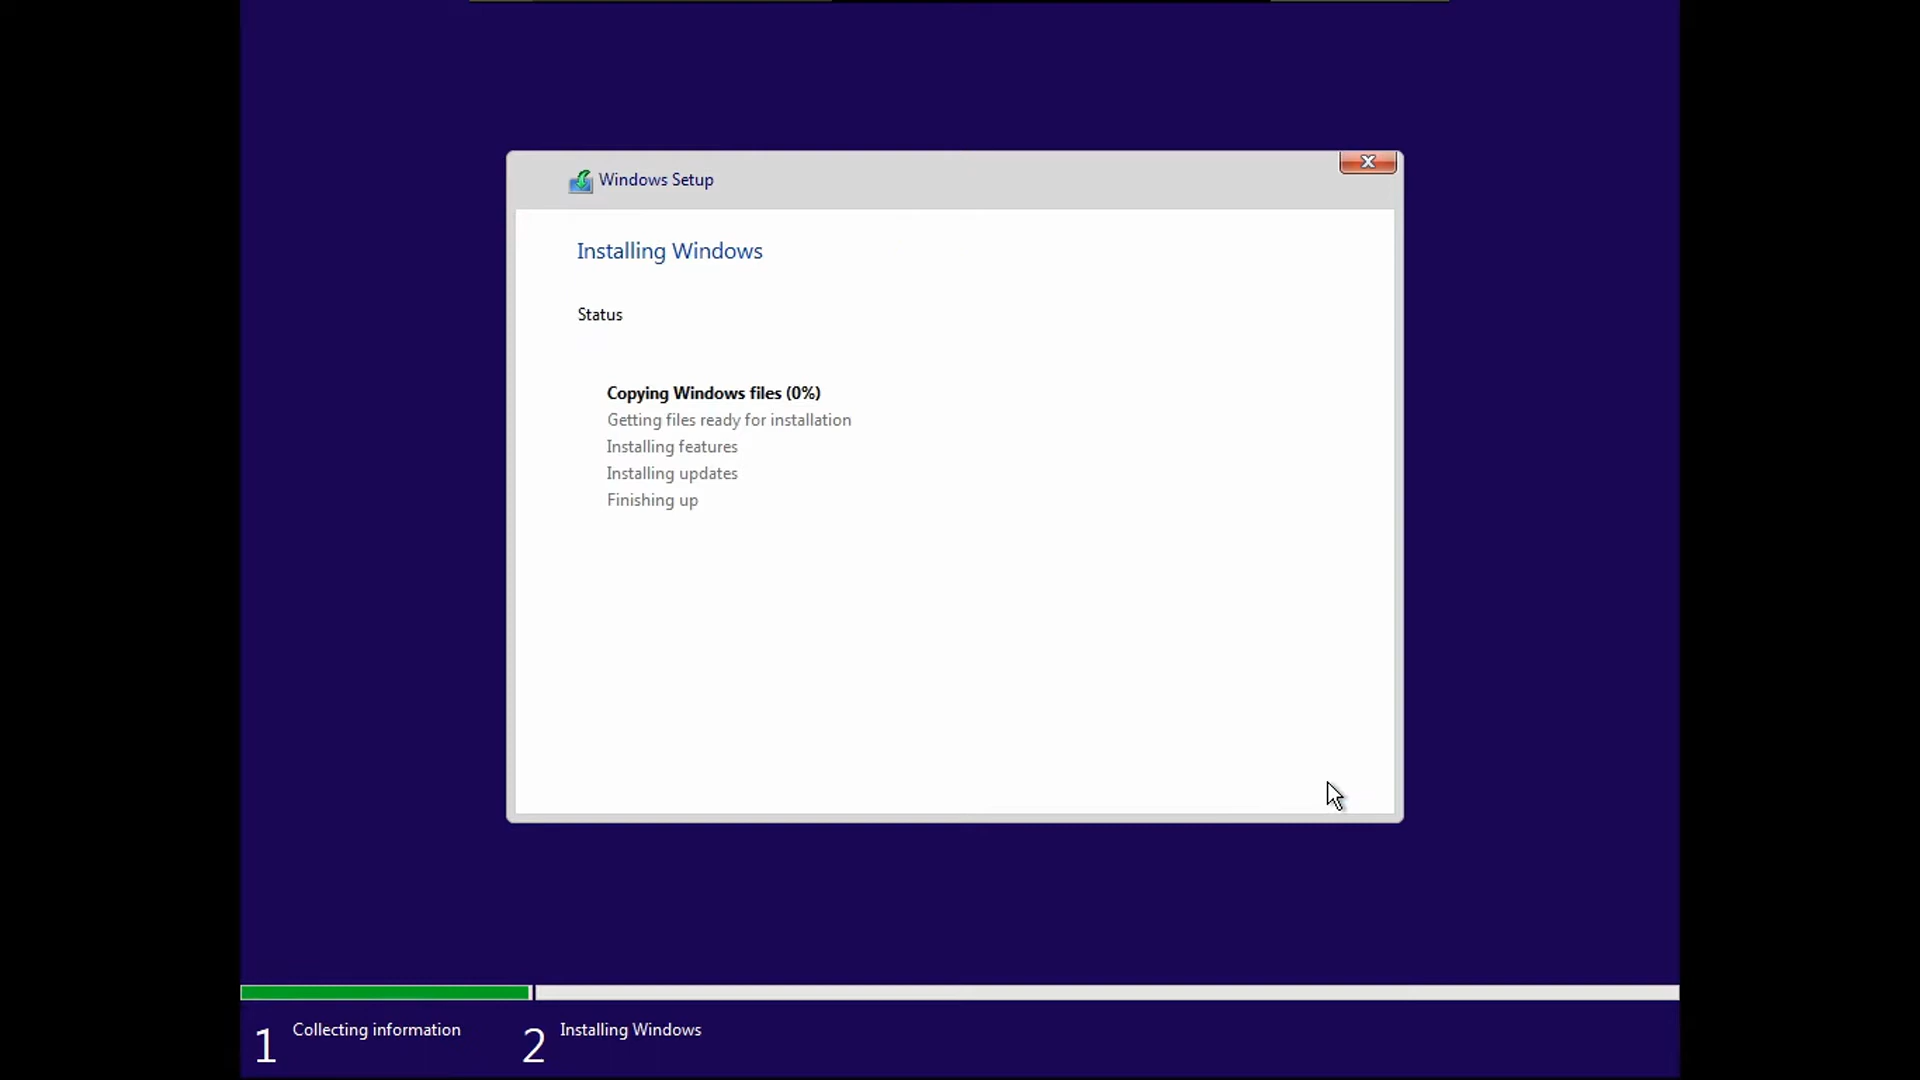 Windows Setup
Installing Windows
Status
Copying Windows files (0%)
Getting files ready for installation
Installing features
Installing updates
Finishing up
1 Collecting information
2 Installing Windows